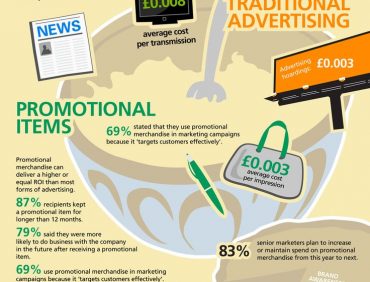 NEWS
£0.008
average cost
per transmission
TRADITIONAL
ADVERTISING
Advertising
hoardings:
£0.003
PROMOTIONAL
ITEMS
69% stated that they use promotional
merchandise in marketing campaigns
because it 'targets customers effectively'.
Promotional
merchandise can
deliver a higher or
equal ROI than most
forms of advertising.
£0.003
average cost
per impression
87% recipients kept
a promotional item for
longer than 12 months.
79% said they were more
likely to do business with the company
in the future after receiving a promotional
item.
83% senior marketers plan to increase
or maintain spend on promotional
merchandise from this year to next.
69% use promotional merchandise in marketing
campaigns because it 'targets customers effectively'.
BRAND
AWARENESS